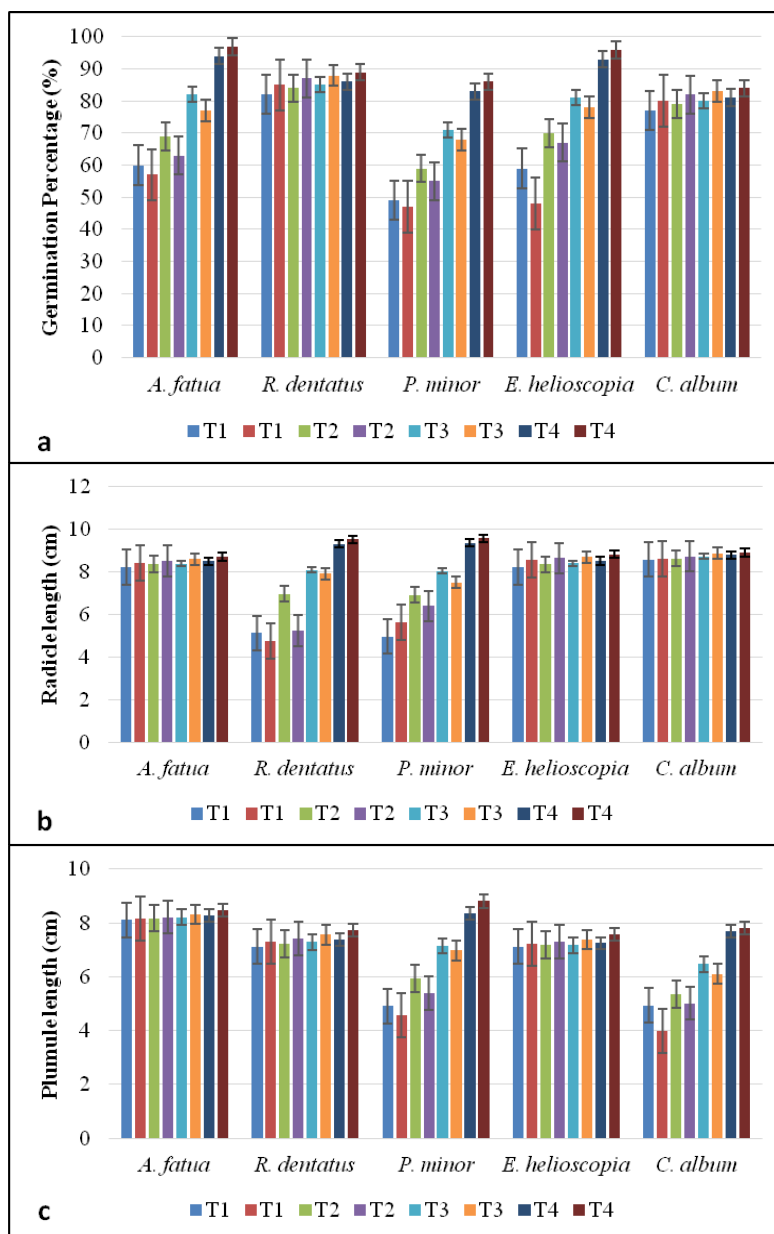 100
90
80
70
60
50
40
30
20
10
0
Germination Percentage (%)
A. fatua R. dentatus P. minor E. helioscopia C. album
T1 T1 T2 T2 T3 T3 T4 T4
a
12
10
8
6
4
2
0
Radicle length (cm)
A. fatua R. dentatus P. minor E. helioscopia C. album
T1 T1 T2 T2 T3 T3 T4 T4
b
10
8
6
4
2
0
Plumule length (cm)
A. fatua R. dentatus P. minor E. helioscopia C. album
T1 T1 T2 T2 T3 T3 T4 T4
c